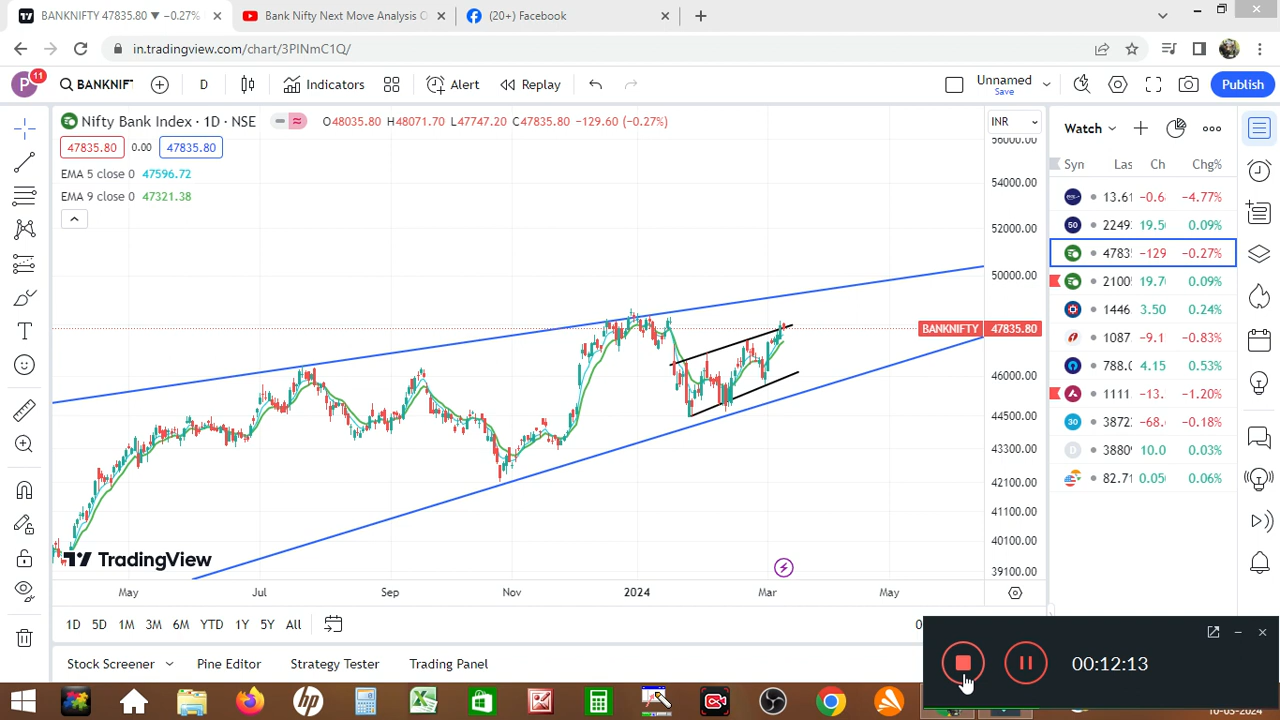 BANKNIFTY 47835.80 ▼ −0.27%
Bank Nifty Next Move Analysis O
(20+) Facebook
in.tradingview.com/chart/3PINmC1Q/
P
11
BANKNIFT
D
Indicators
Alert
Replay
Unnamed
Save
Publish
Nifty Bank Index · 1D · NSE
O48035.80 H48071.70 L47747.20 C47835.80 −129.60 (−0.27%)
INR
47835.80 0.00 47835.80
EMA 5 close 0 47596.72
EMA 9 close 0 47321.38
56000.00
54000.00
52000.00
50000.00
BANKNIFTY 47835.80
46000.00
44500.00
43300.00
42100.00
41100.00
40100.00
39100.00
TradingView
May Jul Sep Nov 2024 Mar May
1D 5D 1M 3M 6M YTD 1Y 5Y All
Stock Screener Pine Editor Strategy Tester Trading Panel
Watch
Syn Las Ch Chg%
13.61 −0.6 −4.77%
50 2249 19.5 0.09%
4783 −129 −0.27%
2100 19.7 0.09%
1446 3.50 0.24%
1087 −9.1 −0.83%
788.0 4.15 0.53%
1111 −13. −1.20%
30 3872 −68. −0.18%
D 3880 10.0 0.03%
82.71 0.05 0.06%
00:12:13
10-03-2024